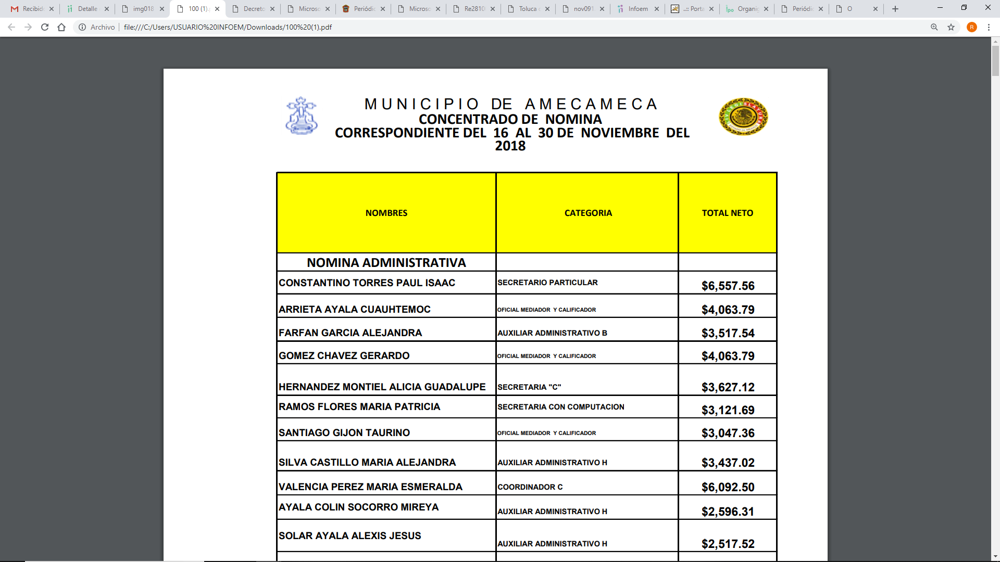 Recibido
Detalle
img018
100 (1).
Decreto
Microso
Periódic
Microso
Re2810
Toluca
nov091
Infoem
..:: Porta
Organig
Periódic
O
Archivo
file:///C:/Users/USUARIO%20INFOEM/Downloads/100%20(1).pdf
R
MUNICIPIO DE AMECAMECA
CONCENTRADO DE NOMINA
CORRESPONDIENTE DEL 16 AL 30 DE NOVIEMBRE DEL
2018
NOMBRES CATEGORIA TOTAL NETO
NOMINA ADMINISTRATIVA
CONSTANTINO TORRES PAUL ISAAC SECRETARIO PARTICULAR $6,557.56
ARRIETA AYALA CUAUHTEMOC OFICIAL MEDIADOR Y CALIFICADOR $4,063.79
FARFAN GARCIA ALEJANDRA AUXILIAR ADMINISTRATIVO B $3,517.54
GOMEZ CHAVEZ GERARDO OFICIAL MEDIADOR Y CALIFICADOR $4,063.79
HERNANDEZ MONTIEL ALICIA GUADALUPE SECRETARIA "C" $3,627.12
RAMOS FLORES MARIA PATRICIA SECRETARIA CON COMPUTACION $3,121.69
SANTIAGO GIJON TAURINO OFICIAL MEDIADOR Y CALIFICADOR $3,047.36
SILVA CASTILLO MARIA ALEJANDRA AUXILIAR ADMINISTRATIVO H $3,437.02
VALENCIA PEREZ MARIA ESMERALDA COORDINADOR C $6,092.50
AYALA COLIN SOCORRO MIREYA AUXILIAR ADMINISTRATIVO H $2,596.31
SOLAR AYALA ALEXIS JESUS AUXILIAR ADMINISTRATIVO H $2,517.52